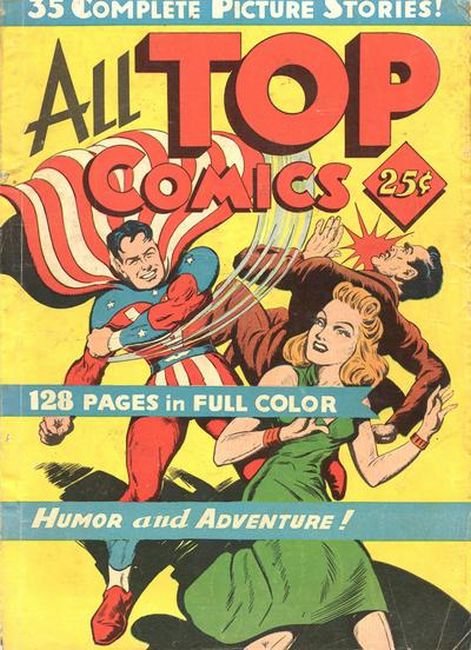 35 COMPLETE PICTURE STORIES!
All TOP
COMICS
25¢
128 PAGES in FULL COLOR
HUMOR and ADVENTURE!